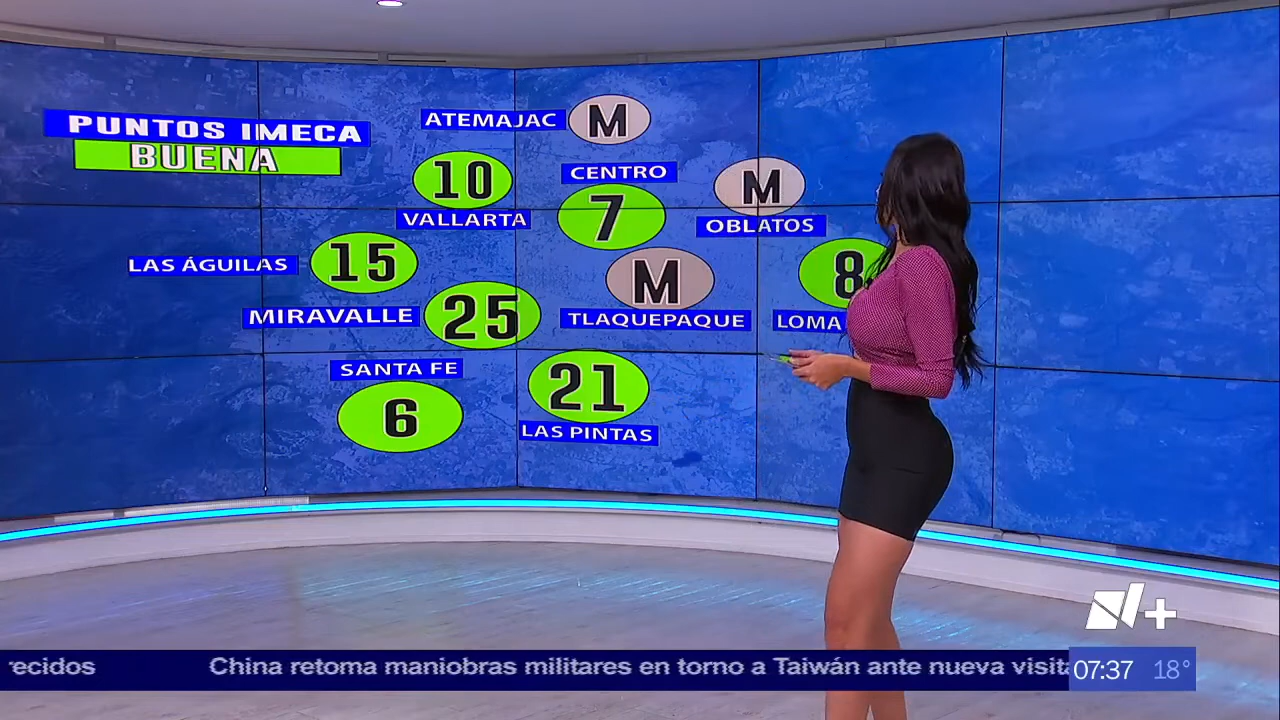 PUNTOS IMECA
BUENA
ATEMAJAC
M
10
VALLARTA
CENTRO
7
M
OBLATOS
LAS ÁGUILAS
15
MIRAVALLE
25
M
TLAQUEPAQUE
8
LOMA
SANTA FE
6
21
LAS PINTAS
N+
recidos China retoma maniobras militares en torno a Taiwán ante nueva visita
07:37 18°